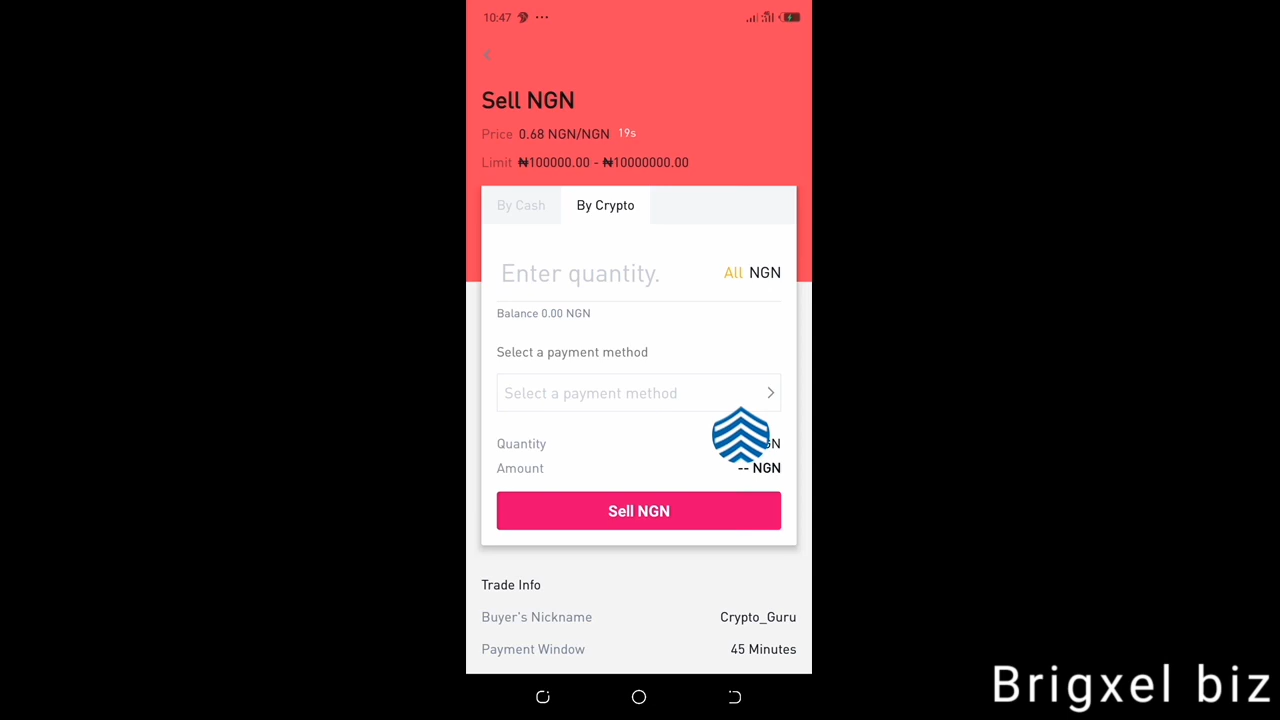 10:47
Sell NGN
Price 0.68 NGN/NGN 19s
Limit ₦100000.00 - ₦10000000.00
By Cash By Crypto
Enter quantity. All NGN
Balance 0.00 NGN
Select a payment method
Select a payment method
Quantity
Amount -- NGN
Sell NGN
Trade Info
Buyer's Nickname Crypto_Guru
Payment Window 45 Minutes
Brigxel biz